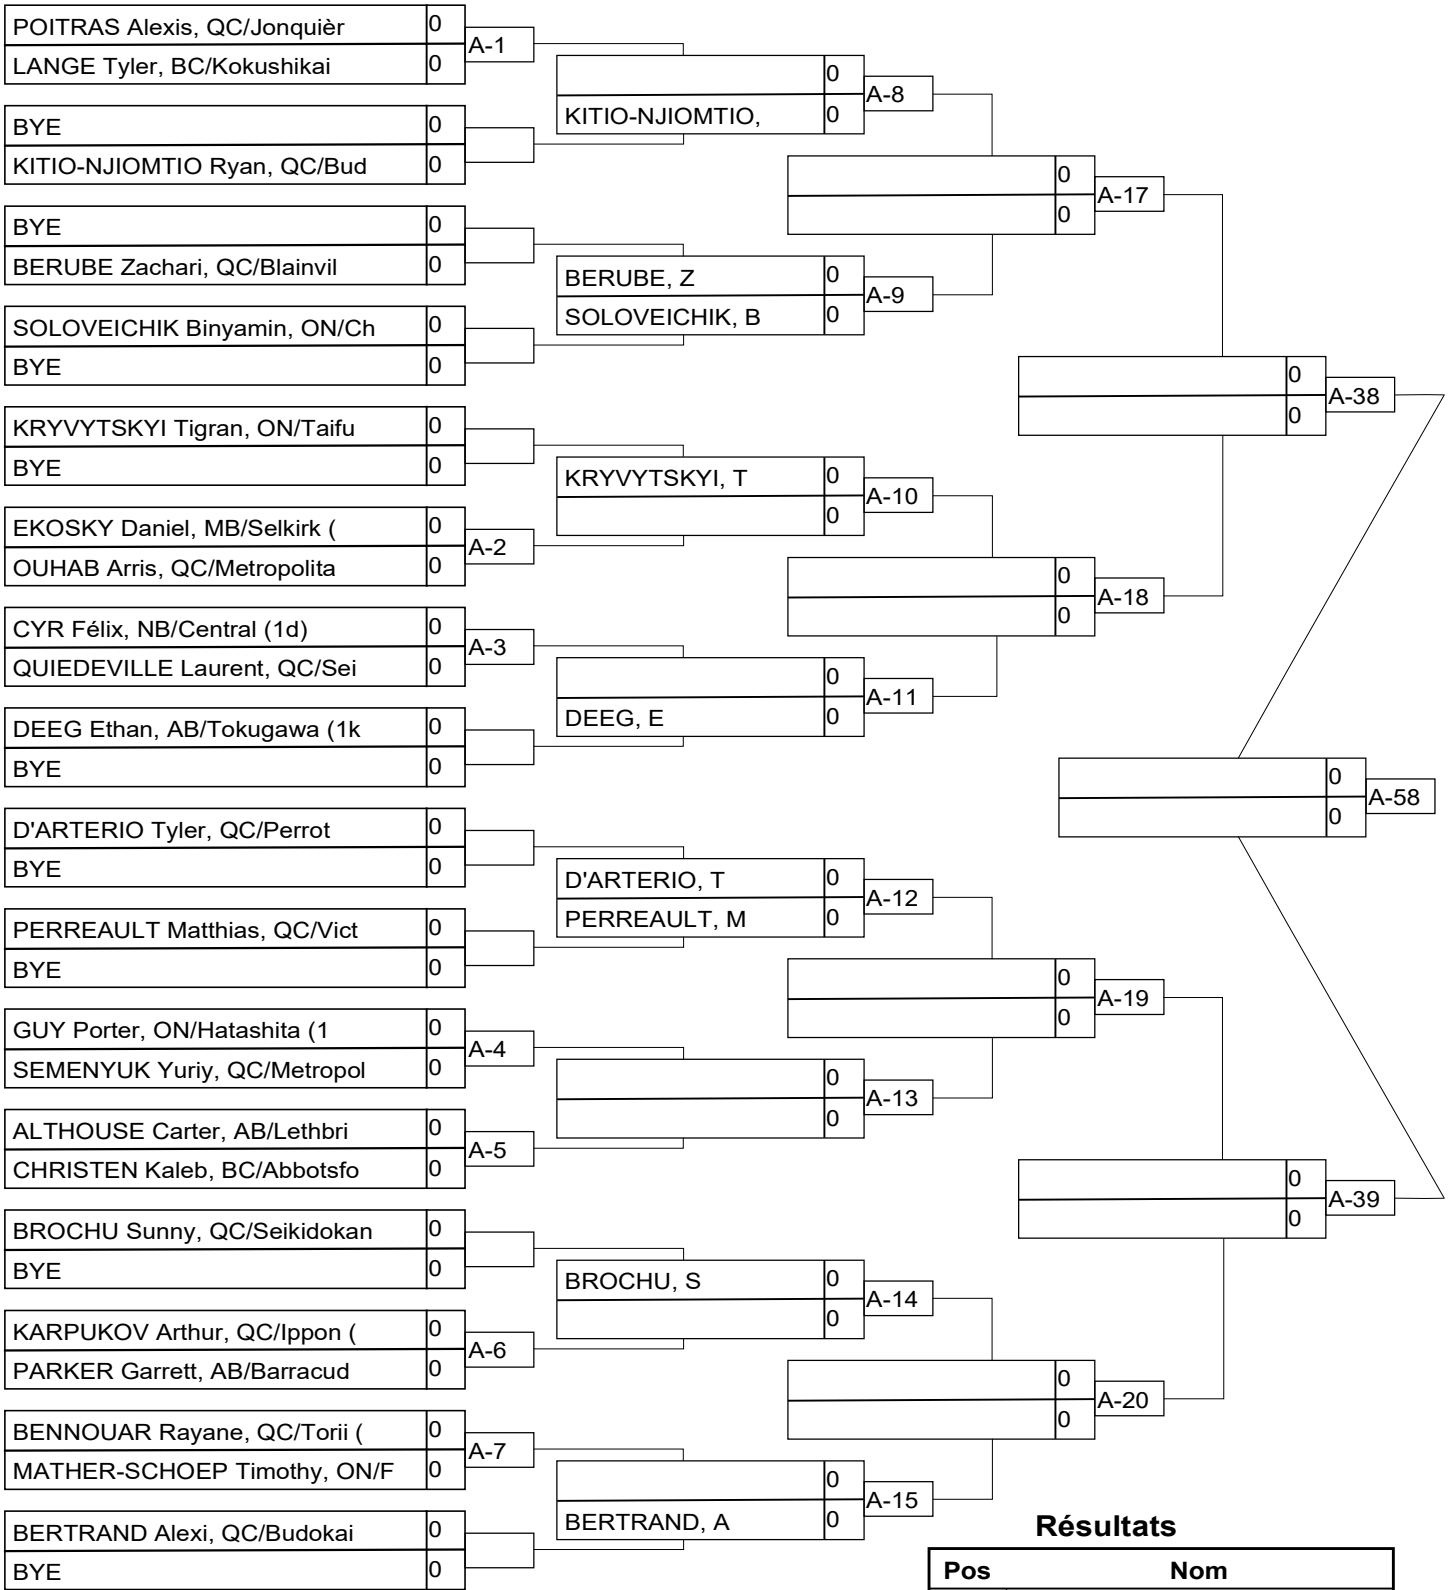 POITRAS Alexis, QC/Jonquièr 0
A-1
LANGE Tyler, BC/Kokushikai 0
0
A-8
KITIO-NJIOMTIO, 0
BYE 0
KITIO-NJIOMTIO Ryan, QC/Bud 0
0
A-17
0
BYE 0
BERUBE Zachari, QC/Blainvil 0
BERUBE, Z 0
A-9
SOLOVEICHIK, B 0
SOLOVEICHIK Binyamin, ON/Ch 0
BYE 0
0
A-38
0
KRYVYTSKYI Tigran, ON/Taifu 0
BYE 0
KRYVYTSKYI, T 0
A-10
0
EKOSKY Daniel, MB/Selkirk ( 0
A-2
OUHAB Arris, QC/Metropolita 0
0
A-18
0
CYR Félix, NB/Central (1d) 0
A-3
QUIEDEVILLE Laurent, QC/Sei 0
0
A-11
DEEG, E 0
DEEG Ethan, AB/Tokugawa (1k 0
BYE 0
0
A-58
0
D'ARTERIO Tyler, QC/Perrot 0
BYE 0
D'ARTERIO, T 0
A-12
PERREAULT, M 0
PERREAULT Matthias, QC/Vict 0
BYE 0
0
A-19
0
GUY Porter, ON/Hatashita (1 0
A-4
SEMENYUK Yuriy, QC/Metropol 0
0
A-13
0
ALTHOUSE Carter, AB/Lethbri 0
A-5
CHRISTEN Kaleb, BC/Abbotsfo 0
0
A-39
0
BROCHU Sunny, QC/Seikidokan 0
BYE 0
BROCHU, S 0
A-14
0
KARPUKOV Arthur, QC/Ippon ( 0
A-6
PARKER Garrett, AB/Barracud 0
0
A-20
0
BENNOUAR Rayane, QC/Torii ( 0
A-7
MATHER-SCHOEP Timothy, ON/F 0
0
A-15
BERTRAND, A 0
BERTRAND Alexi, QC/Budokai 0
BYE 0
Résultats
Pos Nom